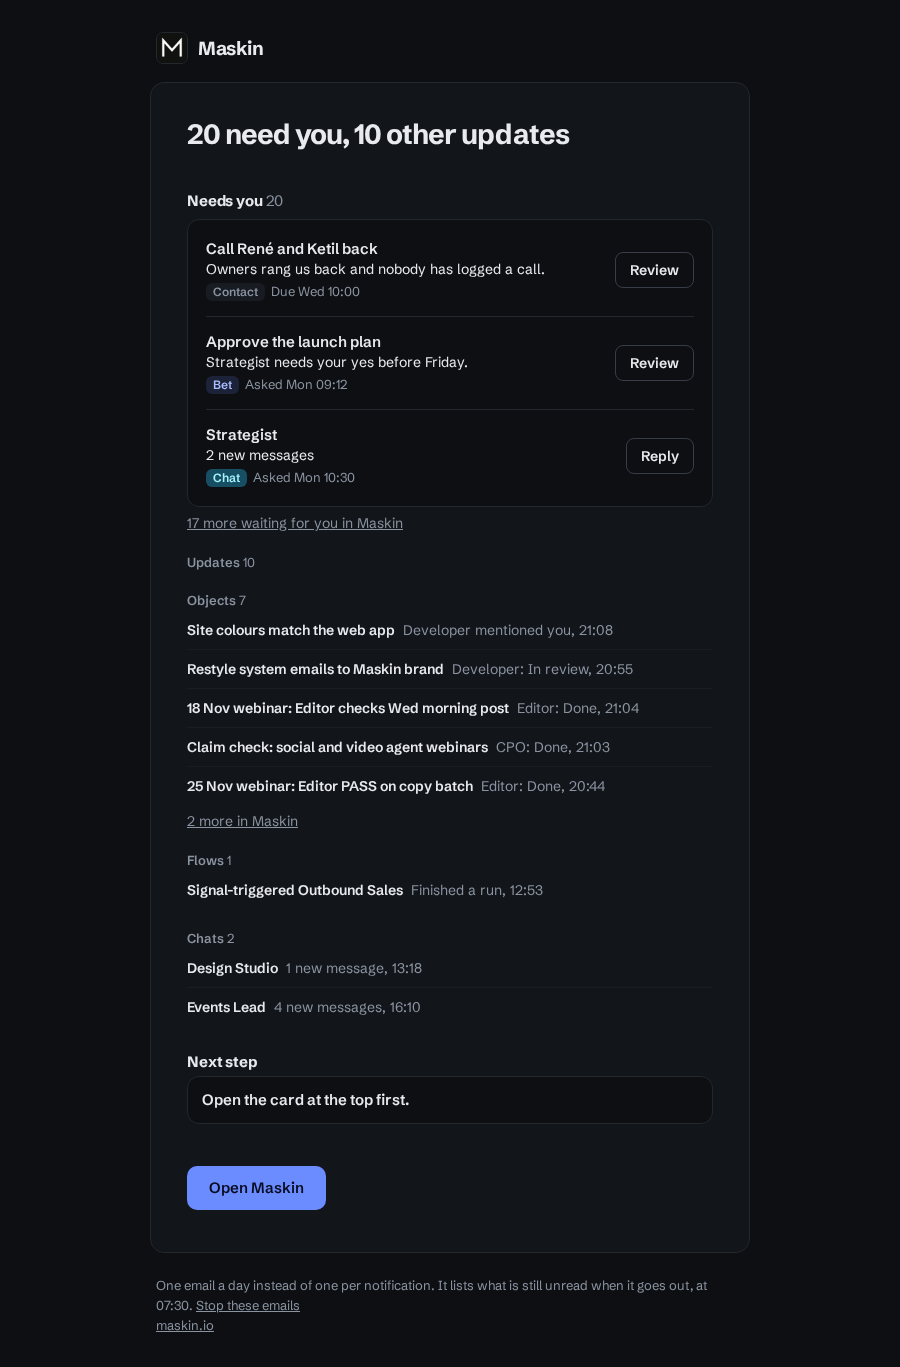 Maskin
20 need you, 10 other updates
Needs you 20
Call René and Ketil back
Owners rang us back and nobody has logged a call.
Contact Due Wed 10:00
Review
Approve the launch plan
Strategist needs your yes before Friday.
Bet Asked Mon 09:12
Review
Strategist
2 new messages
Chat Asked Mon 10:30
Reply
17 more waiting for you in Maskin
Updates 10
Objects 7
Site colours match the web app Developer mentioned you, 21:08
Restyle system emails to Maskin brand Developer: In review, 20:55
18 Nov webinar: Editor checks Wed morning post Editor: Done, 21:04
Claim check: social and video agent webinars CPO: Done, 21:03
25 Nov webinar: Editor PASS on copy batch Editor: Done, 20:44
2 more in Maskin
Flows 1
Signal-triggered Outbound Sales Finished a run, 12:53
Chats 2
Design Studio 1 new message, 13:18
Events Lead 4 new messages, 16:10
Next step
Open the card at the top first.
Open Maskin
One email a day instead of one per notification. It lists what is still unread when it goes out, at
07:30. Stop these emails
maskin.io